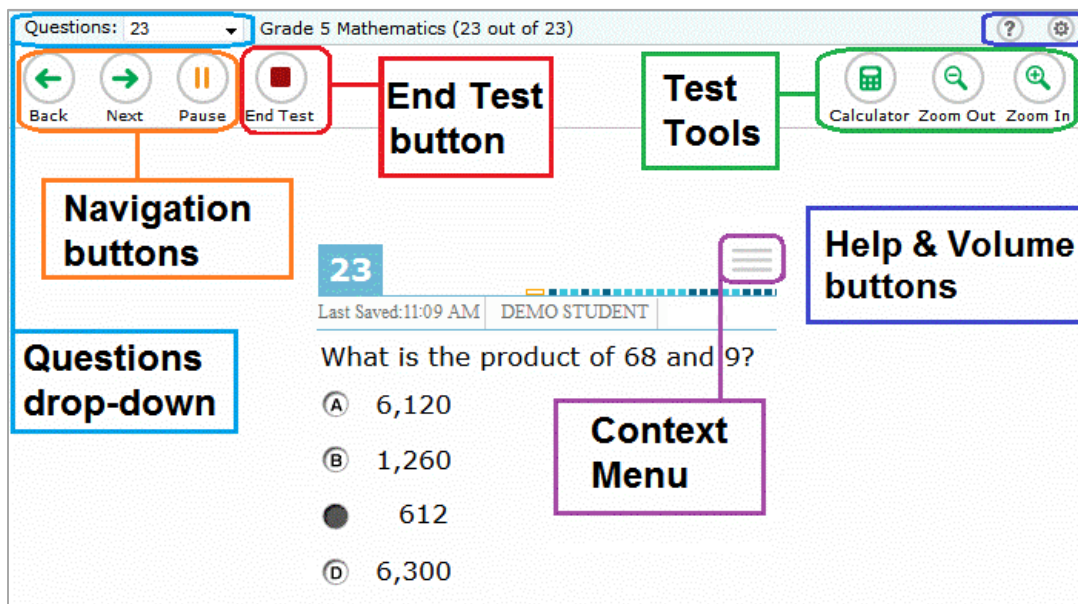 Questions: 23 Grade 5 Mathematics (23 out of 23) ?
Back Next Pause End Test
Calculator Zoom Out Zoom In
End Test
button
Test
Tools
Navigation
buttons
Help & Volume
buttons
23
Last Saved:11:09 AM DEMO STUDENT
Questions
drop-down
What is the product of 68 and 9?
A 6,120
B 1,260
612
D 6,300
Context
Menu